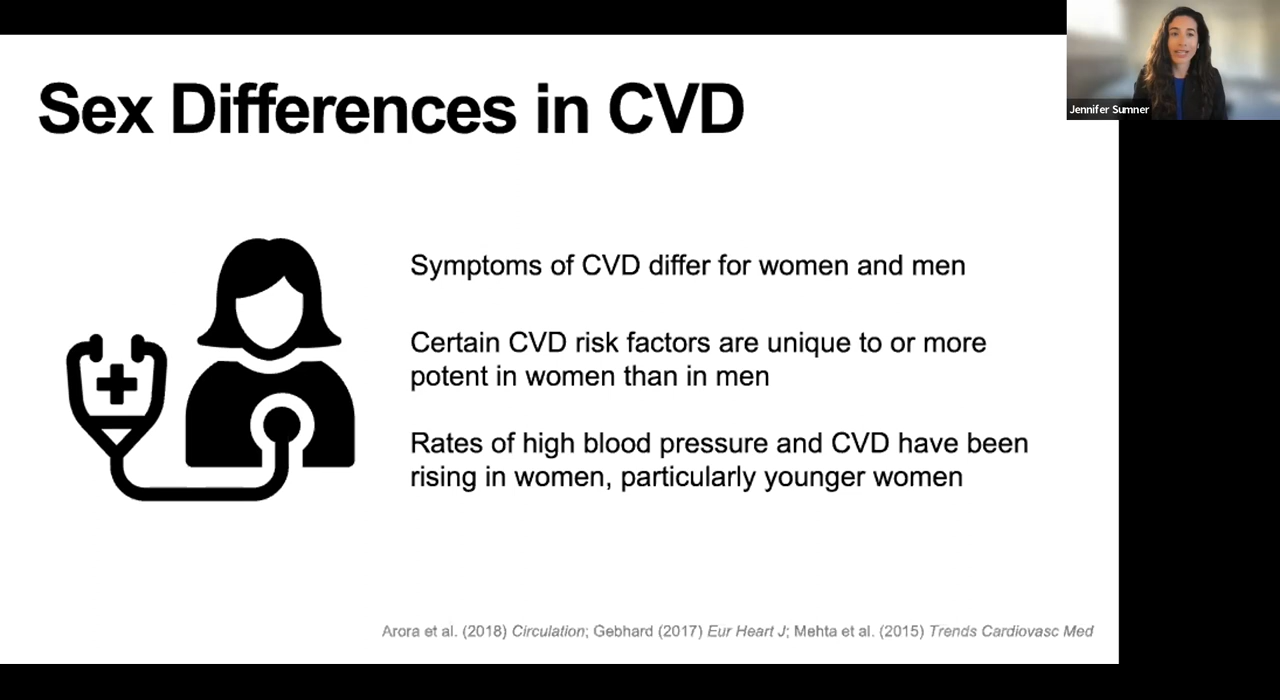 Jennifer Sumner
Sex Differences in CVD
Symptoms of CVD differ for women and men
Certain CVD risk factors are unique to or more
potent in women than in men
Rates of high blood pressure and CVD have been
rising in women, particularly younger women
Arora et al. (2018) Circulation; Gebhard (2017) Eur Heart J; Mehta et al. (2015) Trends Cardiovasc Med